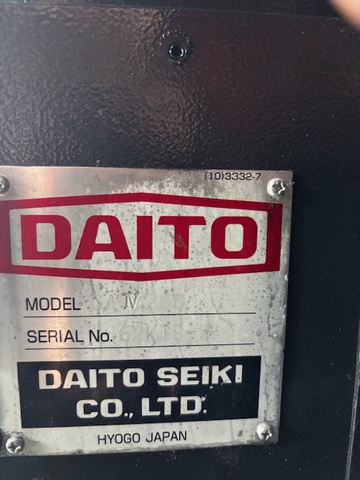 (10)3332-7
DAITO
MODEL
SERIAL No.
DAITO SEIKI
CO., LTD.
HYOGO JAPAN